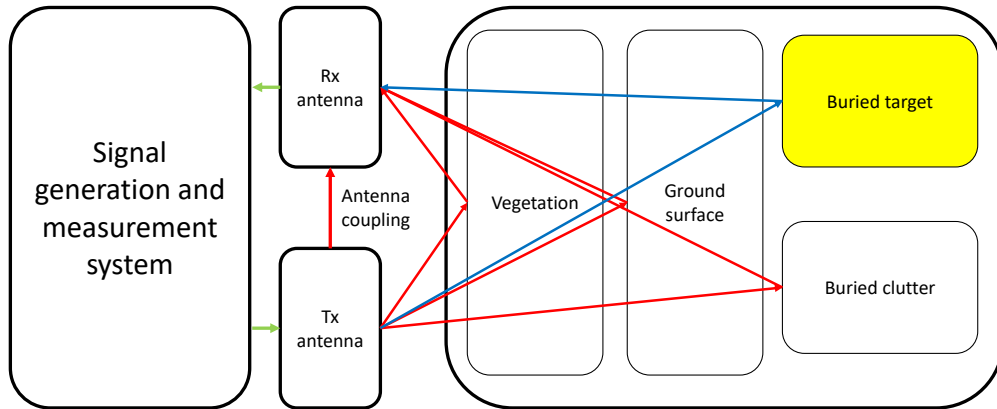 Signal
generation and
measurement
system
Rx
antenna
Antenna
coupling
Tx
antenna
Vegetation
Ground
surface
Buried target
Buried clutter